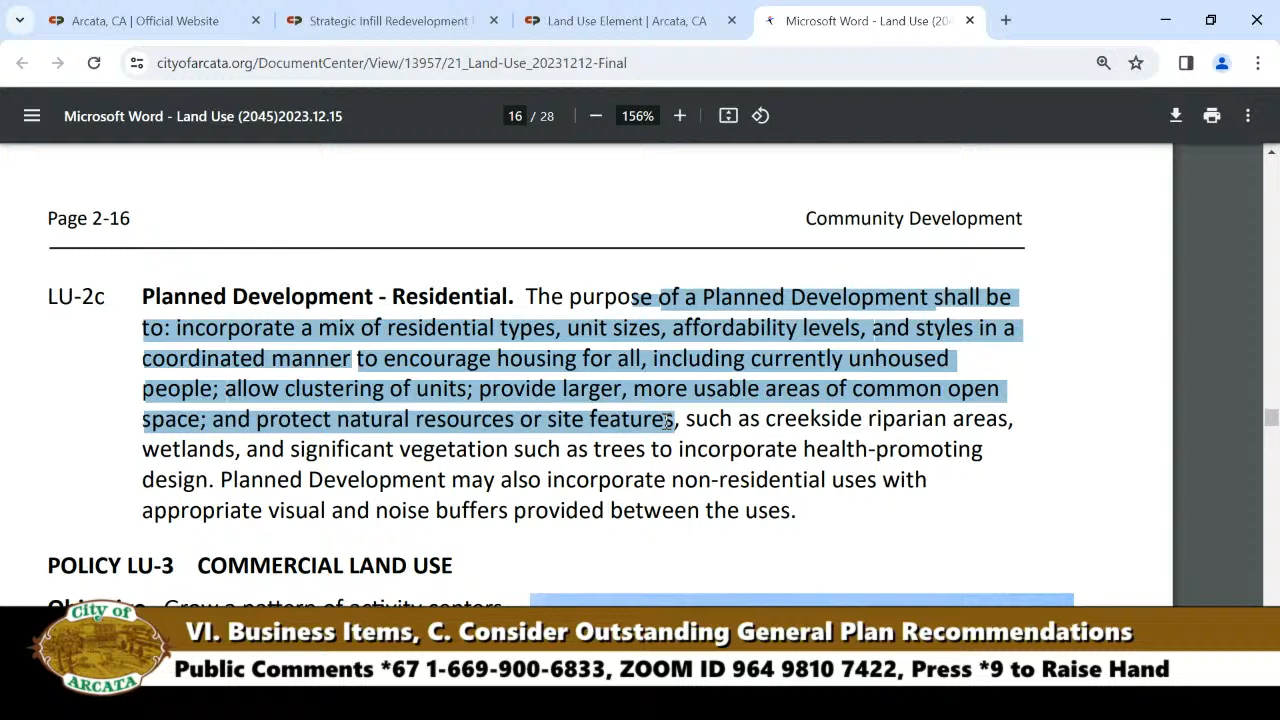 Arcata, CA | Official Website
Strategic Infill Redevelopment
Land Use Element | Arcata, CA
Microsoft Word - Land Use (20
cityofarcata.org/DocumentCenter/View/13957/21_Land-Use_20231212-Final
Microsoft Word - Land Use (2045)2023.12.15
16 / 28
156%
Page 2-16
Community Development
LU-2c Planned Development - Residential. The purpose of a Planned Development shall be
to: incorporate a mix of residential types, unit sizes, affordability levels, and styles in a
coordinated manner to encourage housing for all, including currently unhoused
people; allow clustering of units; provide larger, more usable areas of common open
space; and protect natural resources or site features, such as creekside riparian areas,
wetlands, and significant vegetation such as trees to incorporate health-promoting
design. Planned Development may also incorporate non-residential uses with
appropriate visual and noise buffers provided between the uses.
POLICY LU-3 COMMERCIAL LAND USE
Objective. Grow a pattern of activity centers
City of
ARCATA
VI. Business Items, C. Consider Outstanding General Plan Recommendations
Public Comments *67 1-669-900-6833, ZOOM ID 964 9810 7422, Press *9 to Raise Hand